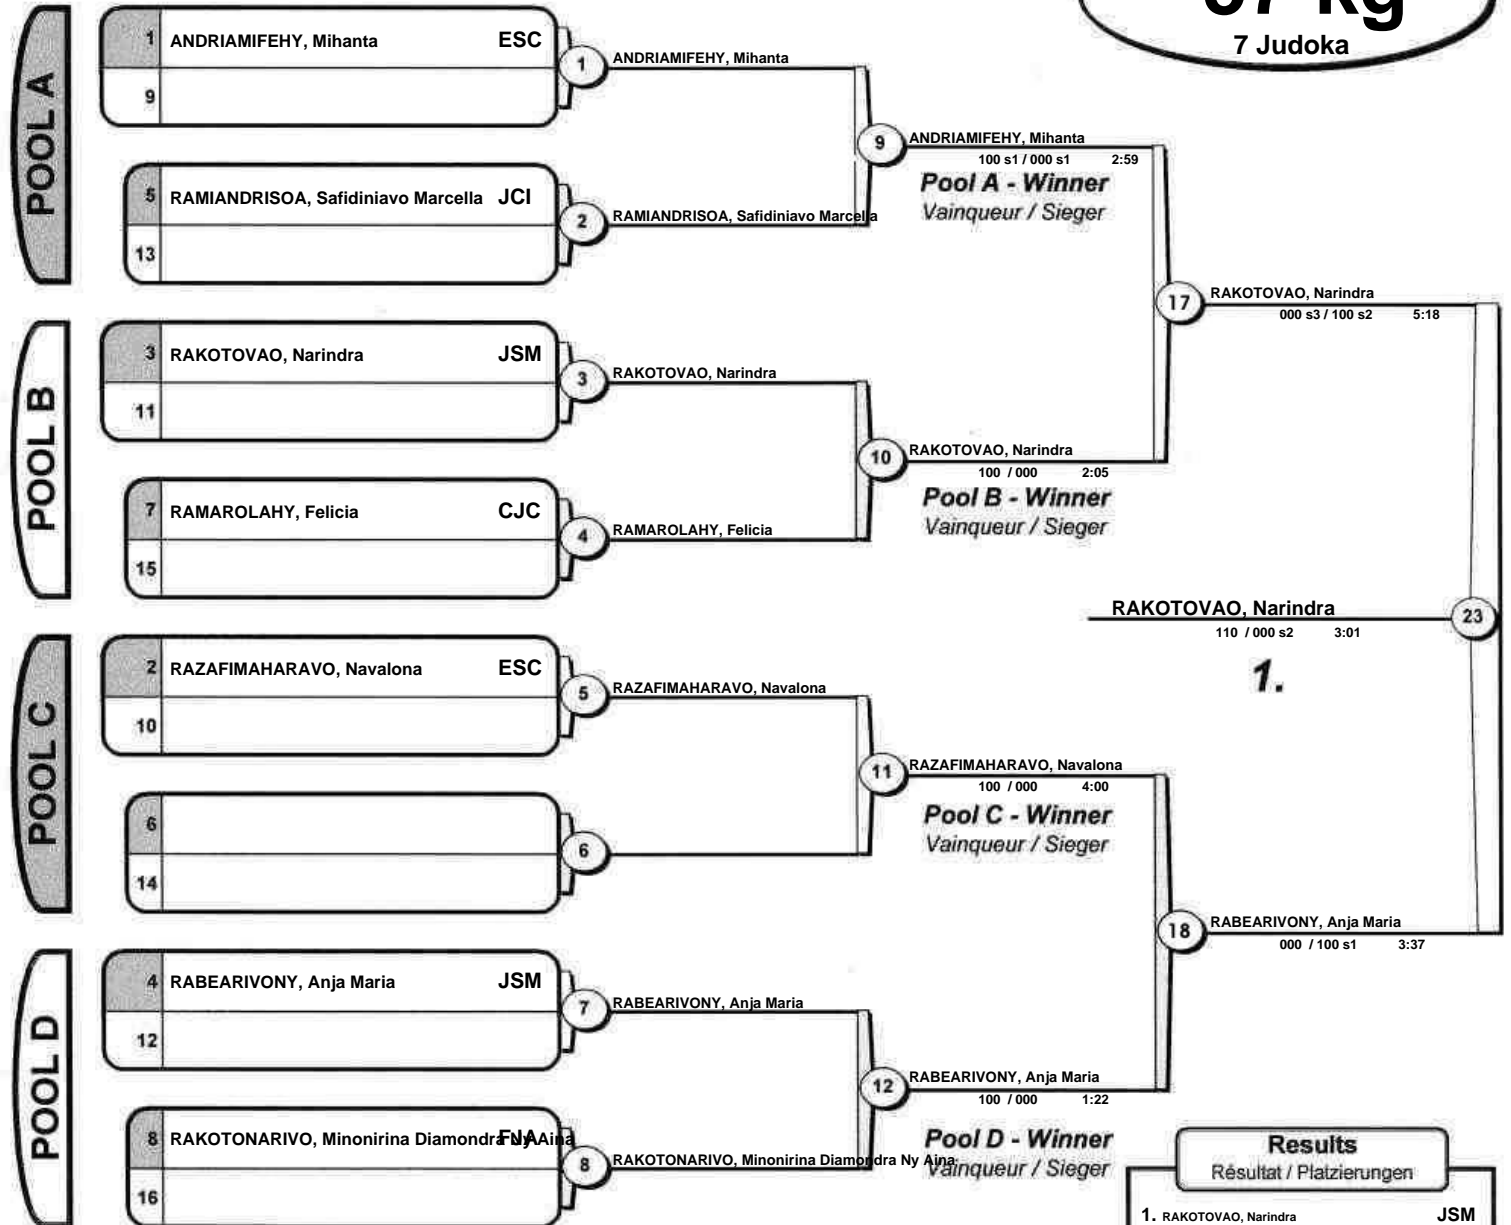 7 Judoka
POOL A
1 ANDRIAMIFEHY, Mihanta ESC
9
1 ANDRIAMIFEHY, Mihanta
5 RAMIANDRISOA, Safidiniavo Marcella JCI
13
2 RAMIANDRISOA, Safidiniavo Marcella
9 ANDRIAMIFEHY, Mihanta
100 s1 / 000 s1 2:59
Pool A - Winner
Vainqueur / Sieger
POOL B
3 RAKOTOVAO, Narindra JSM
11
3 RAKOTOVAO, Narindra
7 RAMAROLAHY, Felicia CJC
15
4 RAMAROLAHY, Felicia
10 RAKOTOVAO, Narindra
100 / 000 2:05
Pool B - Winner
Vainqueur / Sieger
17 RAKOTOVAO, Narindra
000 s3 / 100 s2 5:18
RAKOTOVAO, Narindra 23
110 / 000 s2 3:01
1.
POOL C
2 RAZAFIMAHARAVO, Navalona ESC
10
5 RAZAFIMAHARAVO, Navalona
6
14
6
11 RAZAFIMAHARAVO, Navalona
100 / 000 4:00
Pool C - Winner
Vainqueur / Sieger
18 RABEARIVONY, Anja Maria
000 / 100 s1 3:37
POOL D
4 RABEARIVONY, Anja Maria JSM
12
7 RABEARIVONY, Anja Maria
8 RAKOTONARIVO, Minonirina Diamondra Ny Aina FJA
16
8 RAKOTONARIVO, Minonirina Diamondra Ny Aina
12 RABEARIVONY, Anja Maria
100 / 000 1:22
Pool D - Winner
Vainqueur / Sieger
Results
Résultat / Platzierungen
1. RAKOTOVAO, Narindra JSM